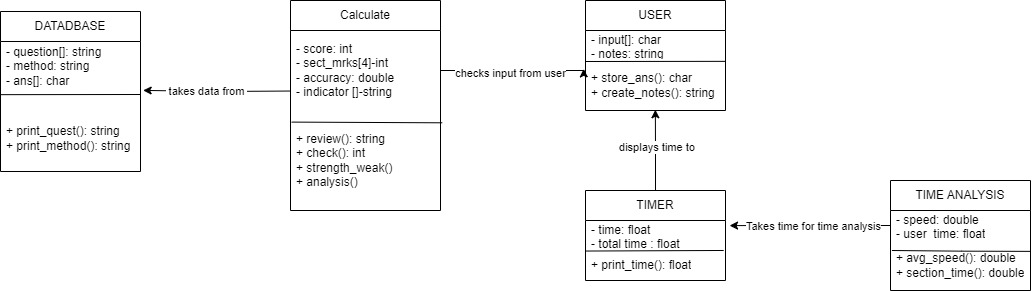 DATADBASE
- question[]: string
- method: string
- ans[]: char
+ print_quest(): string
+ print_method(): string
takes data from
Calculate
- score: int
- sect_mrks[4]-int
- accuracy: double
- indicator []-string
+ review(): string
+ check(): int
+ strength_weak()
+ analysis()
checks input from user
USER
- input[]: char
- notes: string
+ store_ans(): char
+ create_notes(): string
displays time to
TIMER
- time: float
- total time : float
+ print_time(): float
Takes time for time analysis
TIME ANALYSIS
- speed: double
- user_time: float
+ avg_speed(): double
+ section_time(): double